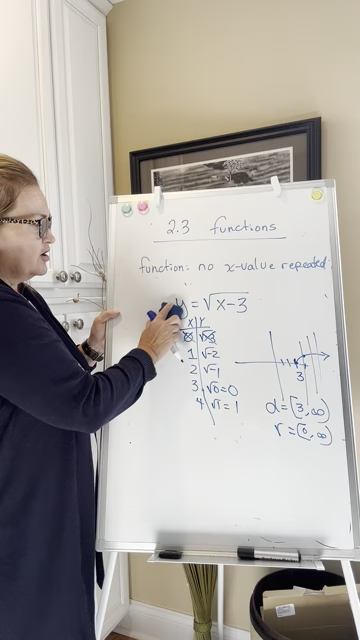 2.3 functions
function: no x-value repeated
y = √x-3
x y
1 √-2
2 √-1
3 √0 = 0
4 √1 = 1
3
d = [3, ∞)
r = [0, ∞)